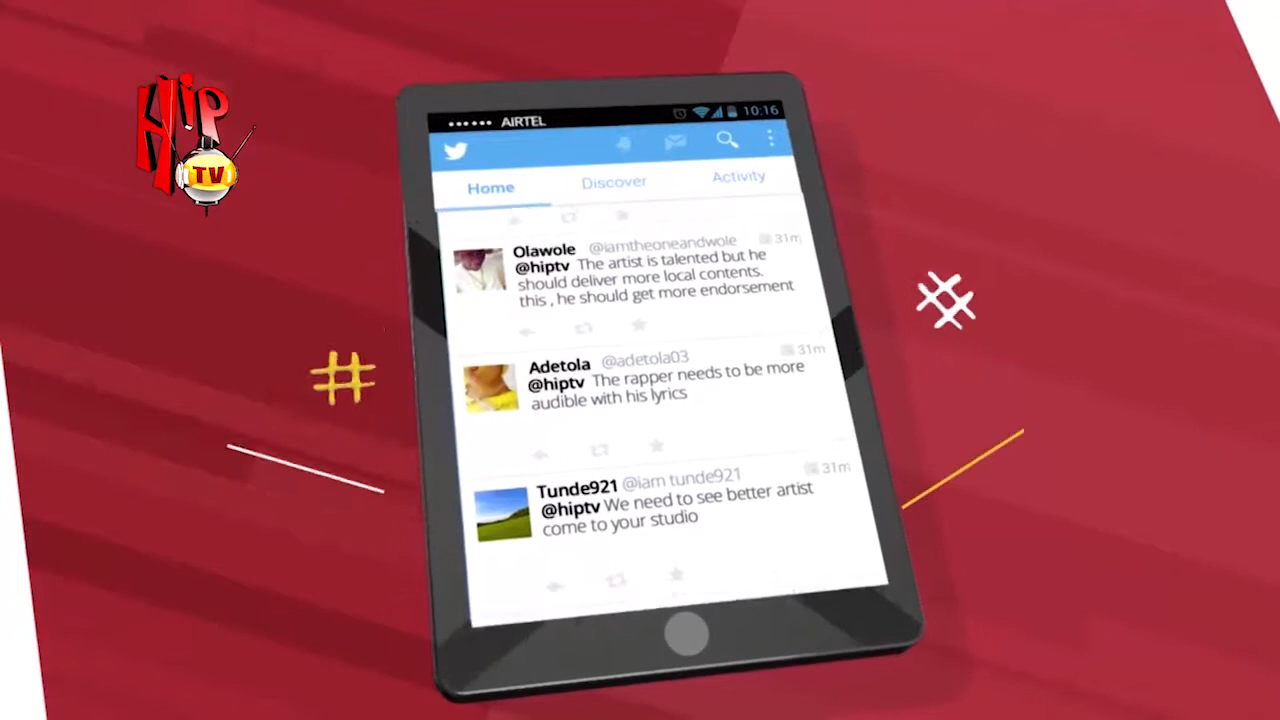 Hip
TV
AIRTEL 10:16
Home Discover Activity
Olawole @iamtheoneandwole 31m
@hiptv The artist is talented but he
should deliver more local contents.
this , he should get more endorsement
Adetola @adetola03 31m
@hiptv The rapper needs to be more
audible with his lyrics
Tunde921 @iam tunde921 31m
@hiptv We need to see better artist
come to your studio
#
#